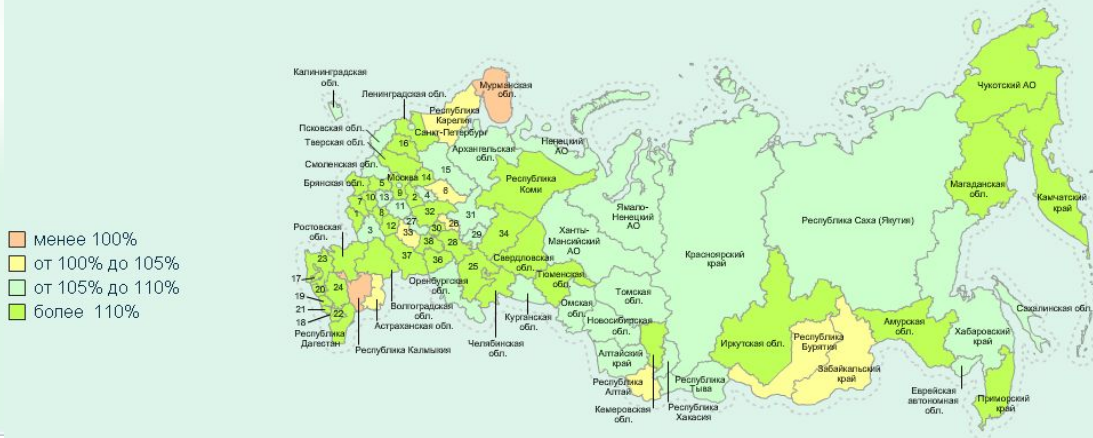 Калининградская
обл.
Ленинградская обл.
Мурманская
обл.
Республика
Карелия
Санкт-Петербург
Псковская обл.
Тверская обл.
Смоленская обл.
Брянская обл.
Москва
Архангельская
обл.
Ненецкий
АО
Республика
Коми
Ямало-
Ненецкий
АО
Ханты-
Мансийский
АО
Красноярский
край
Республика Саха (Якутия)
Чукотский АО
Магаданская
обл.
Камчатский
край
Ростовская
обл.
16
15
14
6
5
9
2
4
7
10
13
11
1
8
3
12
27
32
31
33
30
26
29
34
38
28
37
36
25
23
17
20
24
19
21
18
22
Свердловская
обл.
Тюменская
обл.
Оренбургская
обл.
Волгоградская
обл.
Астраханская обл.
Республика
Дагестан
Республика Калмыкия
Челябинская
обл.
Курганская
обл.
Омская
обл.
Томская
обл.
Новосибирская
обл.
Алтайский
край
Республика
Алтай
Кемеровская
обл.
Республика
Хакасия
Республика
Тыва
Иркутская обл.
Республика
Бурятия
Забайкальский
край
Амурская
обл.
Хабаровский
край
Сахалинская обл.
Еврейская
автономная
обл.
Приморский
край
менее 100%
от 100% до 105%
от 105% до 110%
более 110%